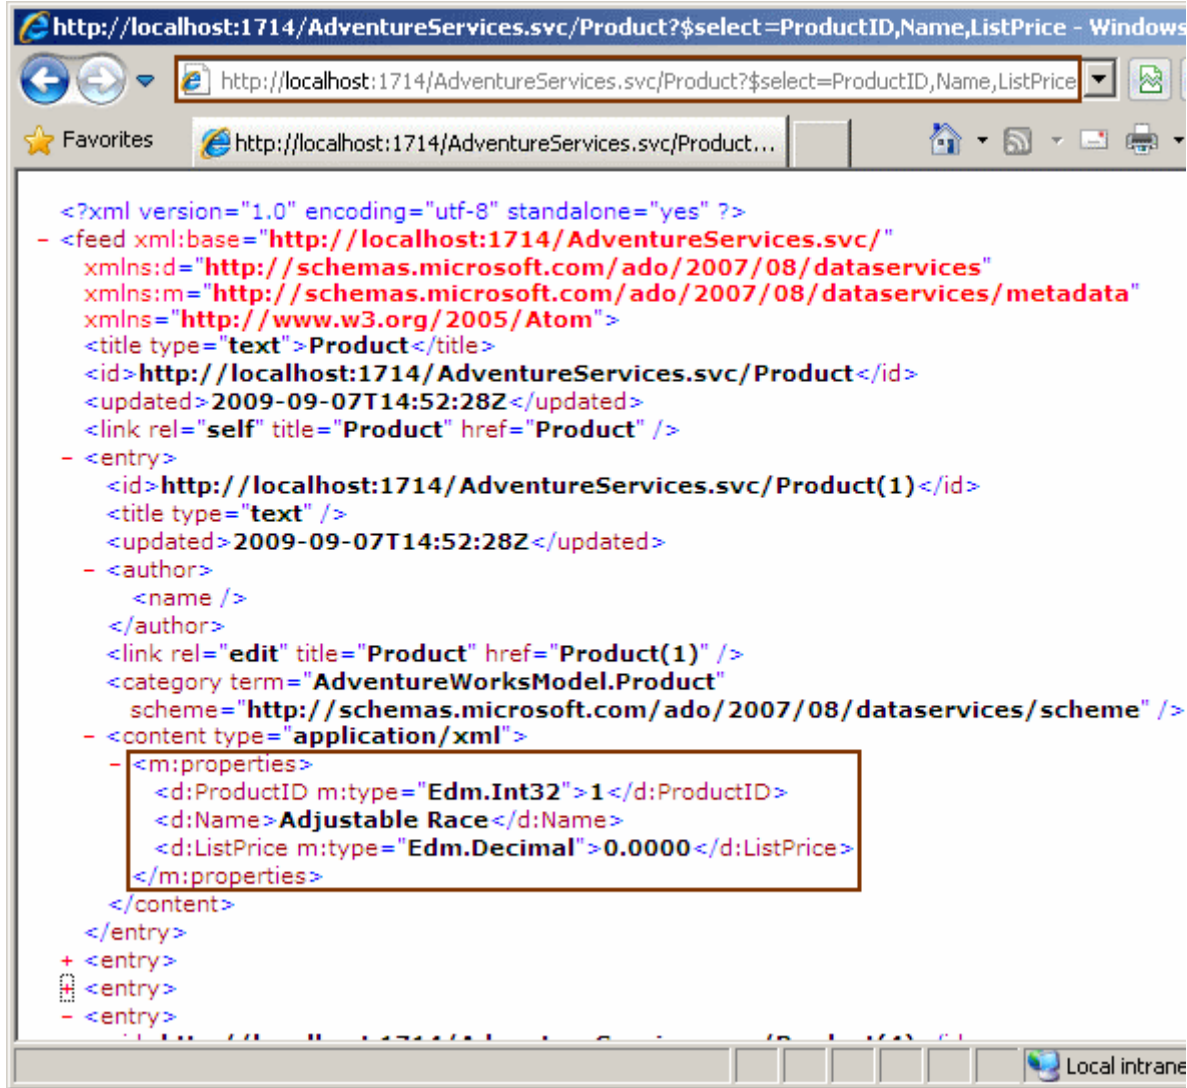 http://localhost:1714/AdventureServices.svc/Product?$select=ProductID,Name,ListPrice - Windows
http://localhost:1714/AdventureServices.svc/Product?$select=ProductID,Name,ListPrice
Favorites
http://localhost:1714/AdventureServices.svc/Product...
<?xml version="1.0" encoding="utf-8" standalone="yes" ?>
- <feed xml:base="http://localhost:1714/AdventureServices.svc/"
xmlns:d="http://schemas.microsoft.com/ado/2007/08/dataservices"
xmlns:m="http://schemas.microsoft.com/ado/2007/08/dataservices/metadata"
xmlns="http://www.w3.org/2005/Atom">
<title type="text">Product</title>
<id>http://localhost:1714/AdventureServices.svc/Product</id>
<updated>2009-09-07T14:52:28Z</updated>
<link rel="self" title="Product" href="Product" />
- <entry>
<id>http://localhost:1714/AdventureServices.svc/Product(1)</id>
<title type="text" />
<updated>2009-09-07T14:52:28Z</updated>
- <author>
<name />
</author>
<link rel="edit" title="Product" href="Product(1)" />
<category term="AdventureWorksModel.Product"
scheme="http://schemas.microsoft.com/ado/2007/08/dataservices/scheme" />
- <content type="application/xml">
- <m:properties>
<d:ProductID m:type="Edm.Int32">1</d:ProductID>
<d:Name>Adjustable Race</d:Name>
<d:ListPrice m:type="Edm.Decimal">0.0000</d:ListPrice>
</m:properties>
</content>
</entry>
+ <entry>
+ <entry>
- <entry>
Local intrane